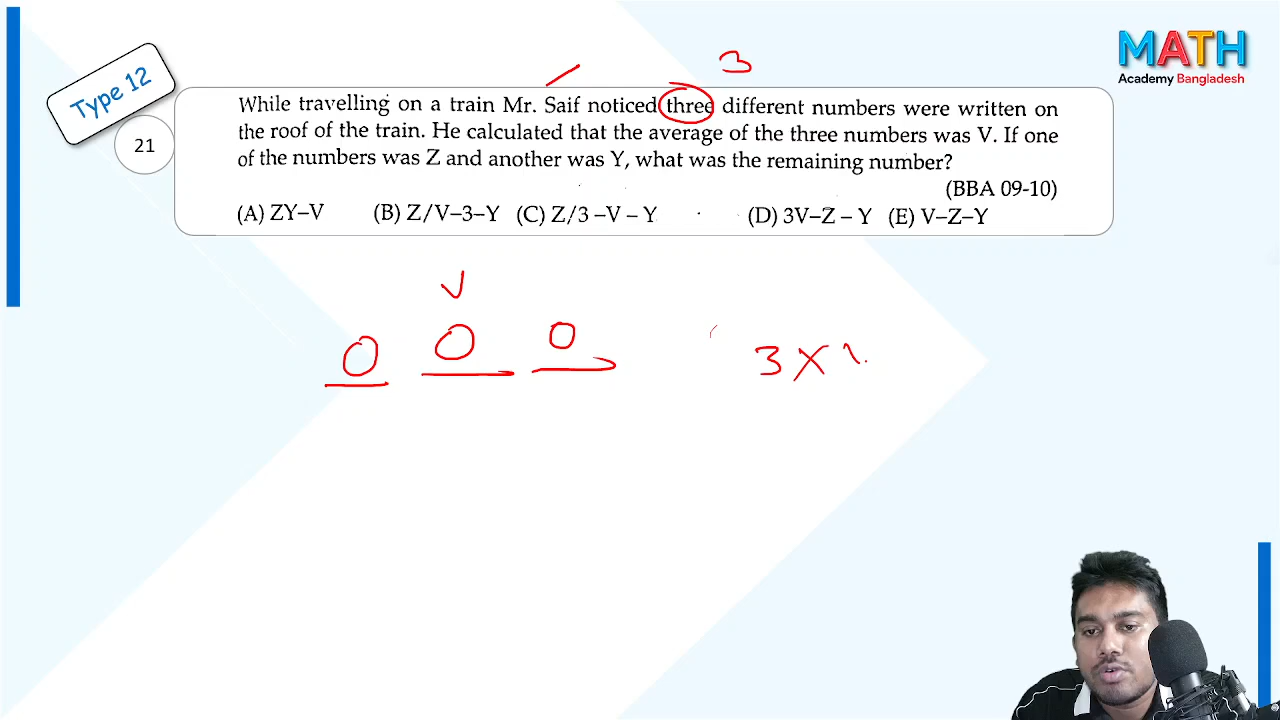 MATH
Academy Bangladesh
Type 12
21
3
While travelling on a train Mr. Saif noticed three different numbers were written on
the roof of the train. He calculated that the average of the three numbers was V. If one
of the numbers was Z and another was Y, what was the remaining number?
(BBA 09-10)
(A) ZY–V (B) Z/V–3–Y (C) Z/3 –V – Y (D) 3V–Z – Y (E) V–Z–Y
V
0 0 0
3 X